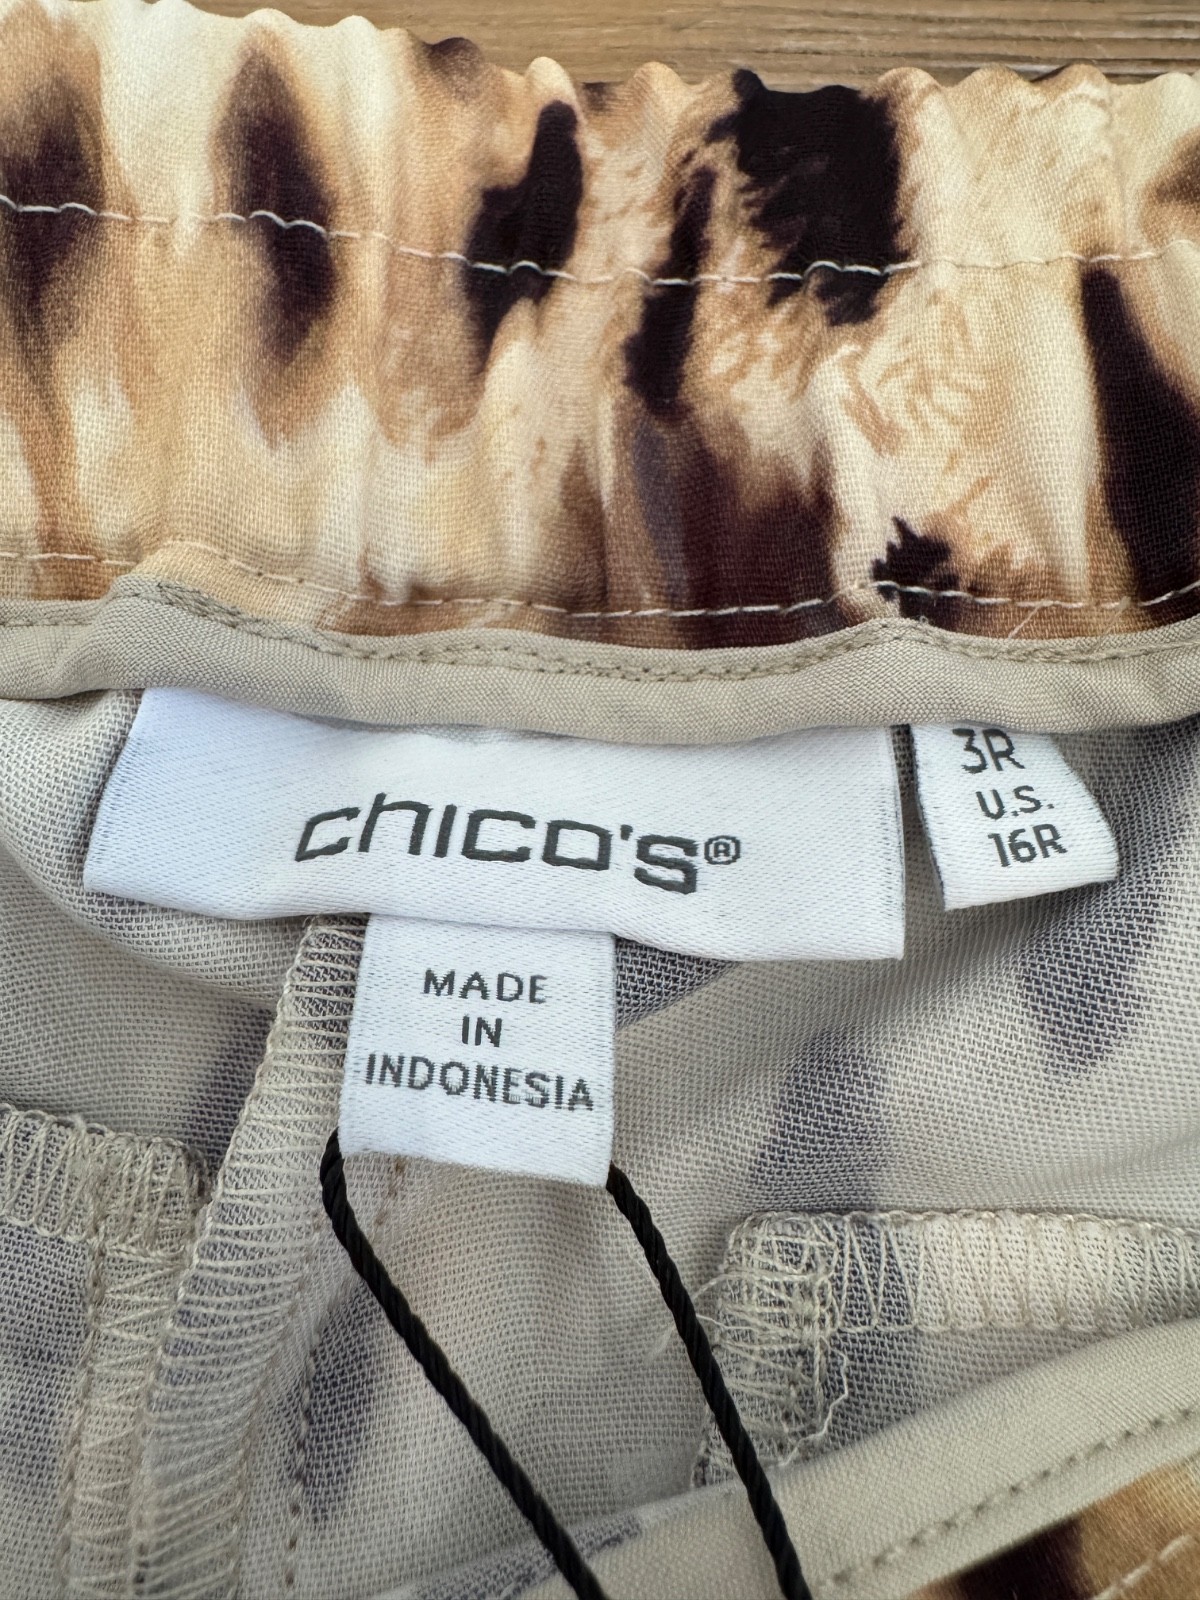 chico's®
3R
U.S.
16R
MADE
IN
INDONESIA